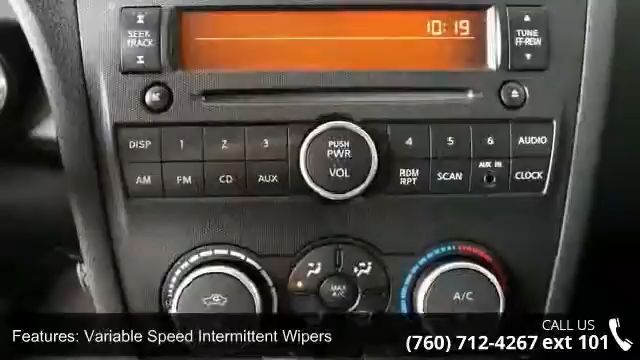 10:19
SEEK
TRACK
TUNE
FF-REW
DISP
1
2
3
PUSH
PWR
VOL
4
5
6
AUDIO
AM
FM
CD
AUX
RDM
RPT
SCAN
AUX IN
CLOCK
MAX
A/C
A/C
Features: Variable Speed Intermittent Wipers
CALL US
(760) 712-4267 ext 101